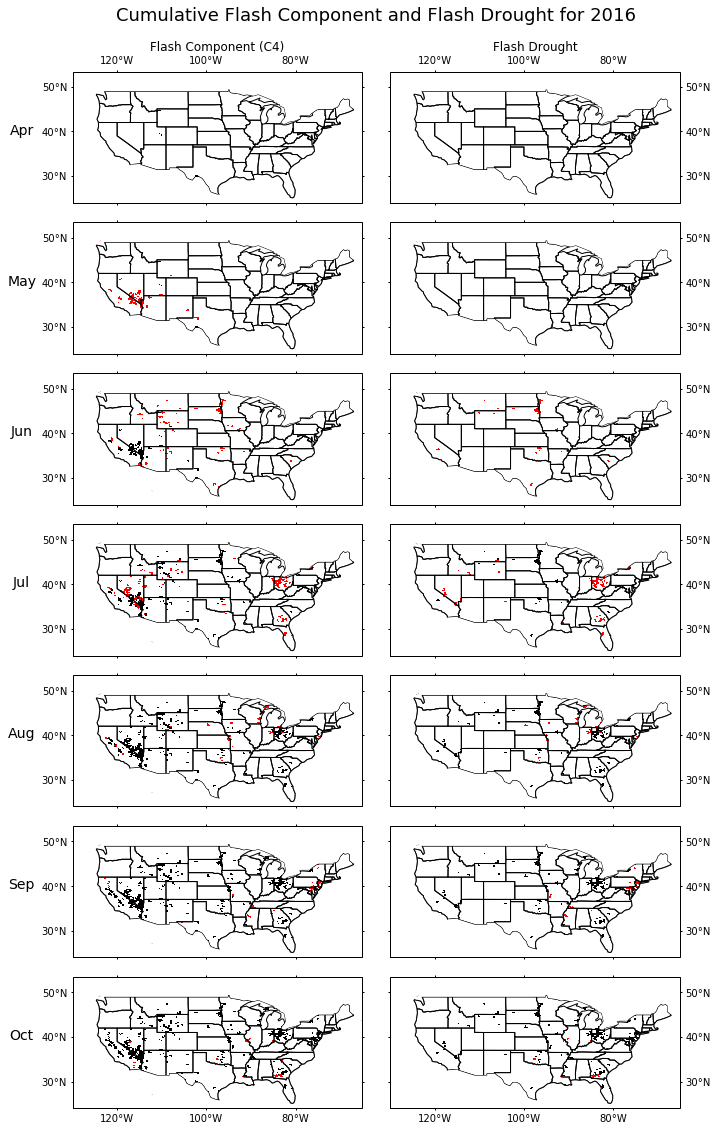 Cumulative Flash Component and Flash Drought for 2016
Flash Component (C4) Flash Drought
120°W 100°W 80°W 120°W 100°W 80°W
50°N 50°N
Apr 40°N 40°N
30°N 30°N
50°N 50°N
May 40°N 40°N
30°N 30°N
50°N 50°N
Jun 40°N 40°N
30°N 30°N
50°N 50°N
Jul 40°N 40°N
30°N 30°N
50°N 50°N
Aug 40°N 40°N
30°N 30°N
50°N 50°N
Sep 40°N 40°N
30°N 30°N
50°N 50°N
Oct 40°N 40°N
30°N 30°N
120°W 100°W 80°W 120°W 100°W 80°W